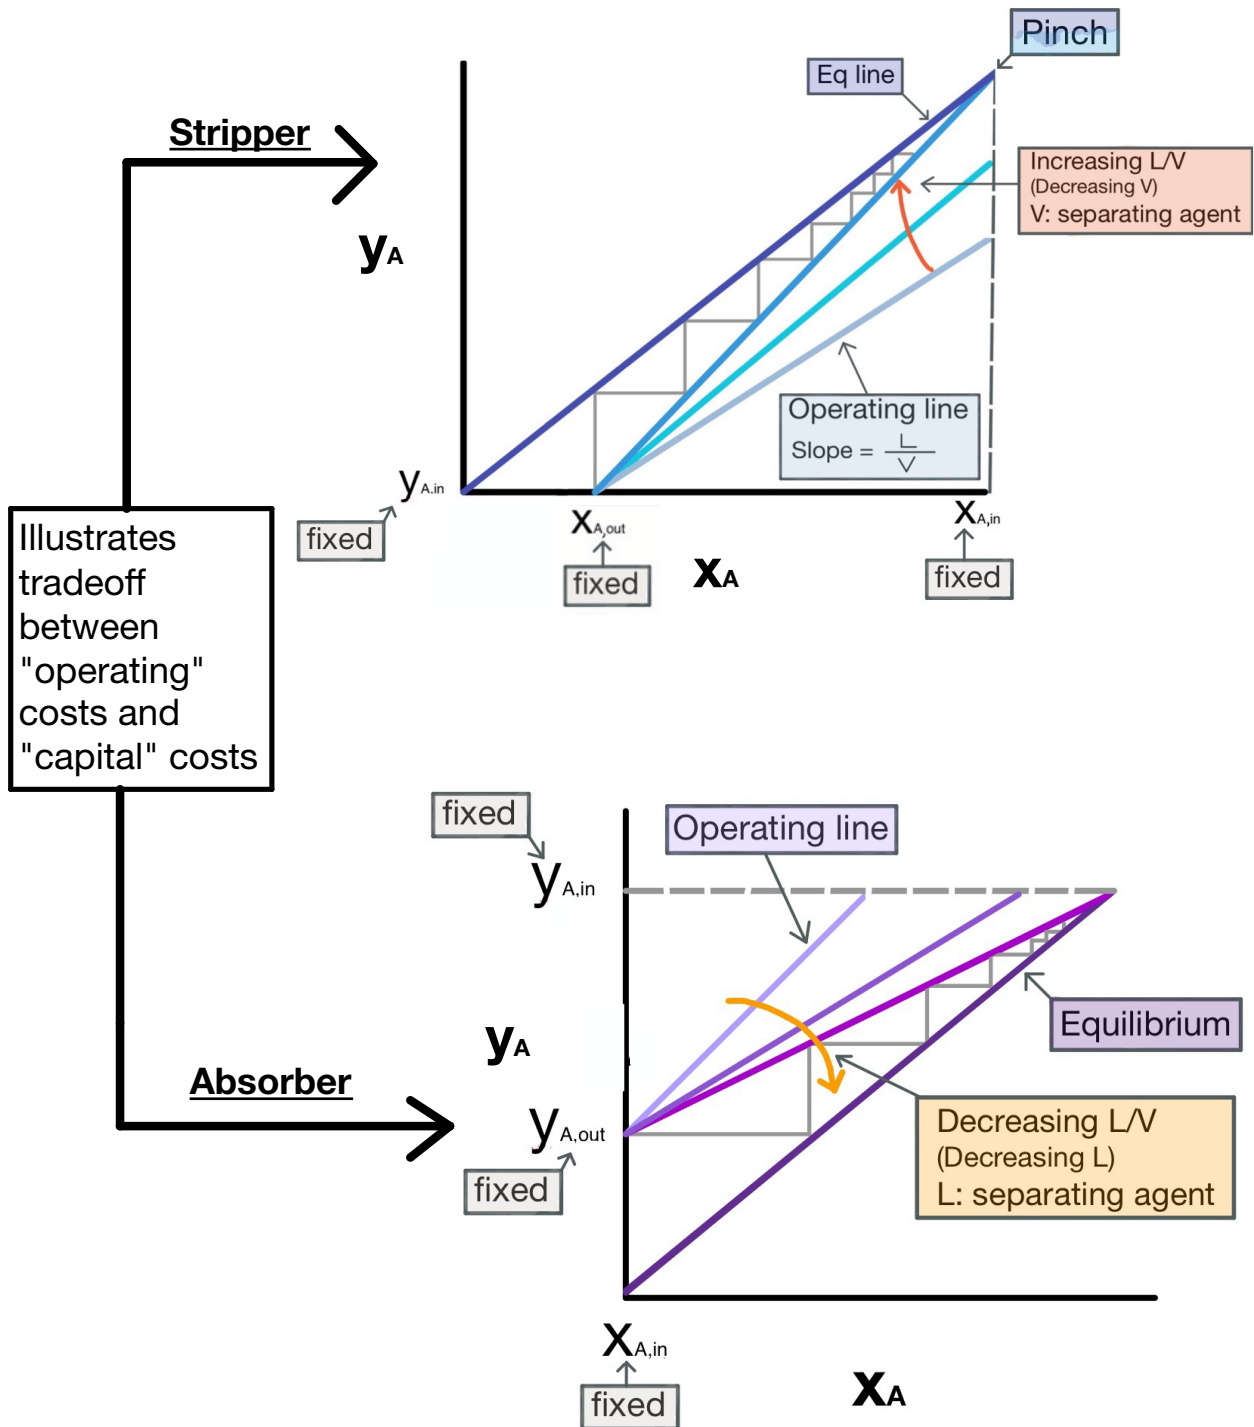 Pinch
Eq line
Stripper
Increasing L/V
(Decreasing V)
V: separating agent
yA
Operating line
Slope = L/V
yA.in
fixed
xA,out
fixed
xA
xA,in
fixed
Illustrates
tradeoff
between
"operating"
costs and
"capital" costs
fixed
yA,in
Operating line
Equilibrium
yA
Absorber
yA,out
fixed
Decreasing L/V
(Decreasing L)
L: separating agent
xA,in
fixed
xA